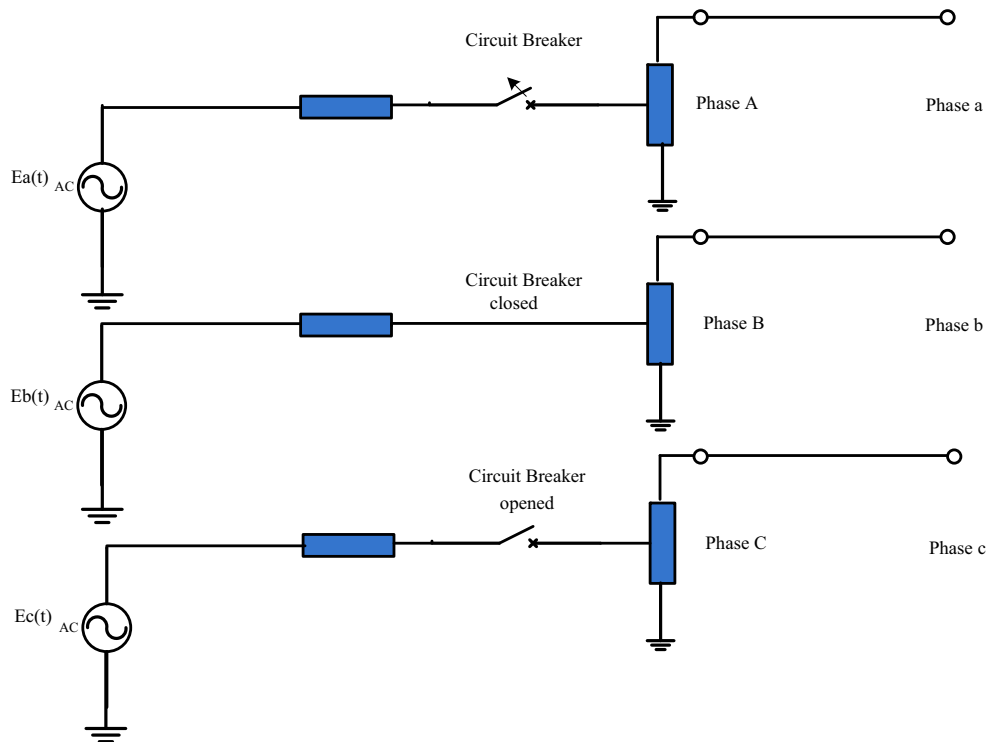 Circuit Breaker
Phase A
Phase a
Ea(t) AC
Circuit Breaker
closed
Phase B
Phase b
Eb(t) AC
Circuit Breaker
opened
Phase C
Phase c
Ec(t) AC